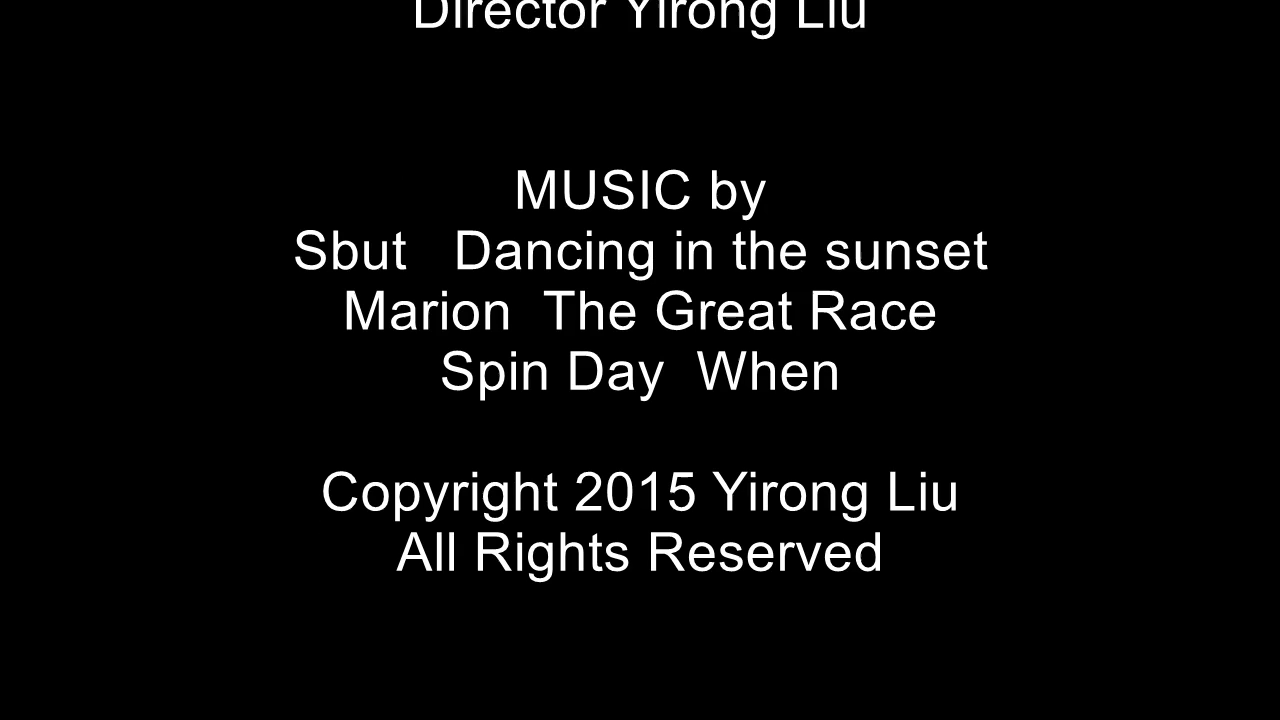 Director Yirong Liu
MUSIC by
Sbut   Dancing in the sunset
Marion  The Great Race
Spin Day  When
Copyright 2015 Yirong Liu
All Rights Reserved